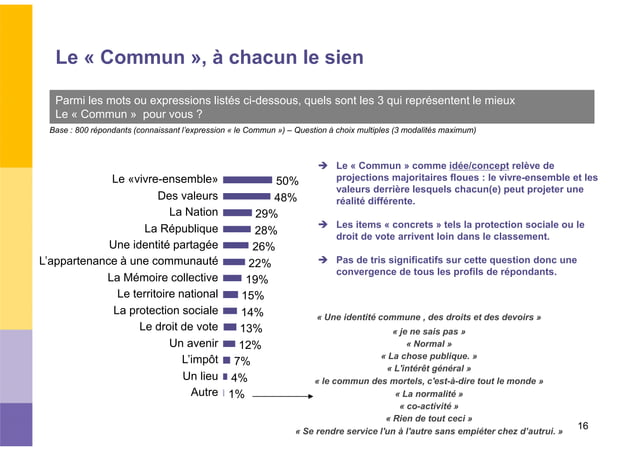 Le « Commun », à chacun le sien
Parmi les mots ou expressions listés ci-dessous, quels sont les 3 qui représentent le mieux
Le « Commun » pour vous ?
Base : 800 répondants (connaissant l'expression « le Commun ») – Question à choix multiples (3 modalités maximum)
Le «vivre-ensemble» 50%
Des valeurs 48%
La Nation 29%
La République 28%
Une identité partagée 26%
L'appartenance à une communauté 22%
La Mémoire collective 19%
Le territoire national 15%
La protection sociale 14%
Le droit de vote 13%
Un avenir 12%
L'impôt 7%
Un lieu 4%
Autre 1%
➔ Le « Commun » comme idée/concept relève de
projections majoritaires floues : le vivre-ensemble et les
valeurs derrière lesquels chacun(e) peut projeter une
réalité différente.
➔ Les items « concrets » tels la protection sociale ou le
droit de vote arrivent loin dans le classement.
➔ Pas de tris significatifs sur cette question donc une
convergence de tous les profils de répondants.
« Une identité commune , des droits et des devoirs »
« je ne sais pas »
« Normal »
« La chose publique. »
« L'intérêt général »
« le commun des mortels, c'est-à-dire tout le monde »
« La normalité »
« co-activité »
« Rien de tout ceci »
« Se rendre service l'un à l'autre sans empiéter chez d'autrui. »
16